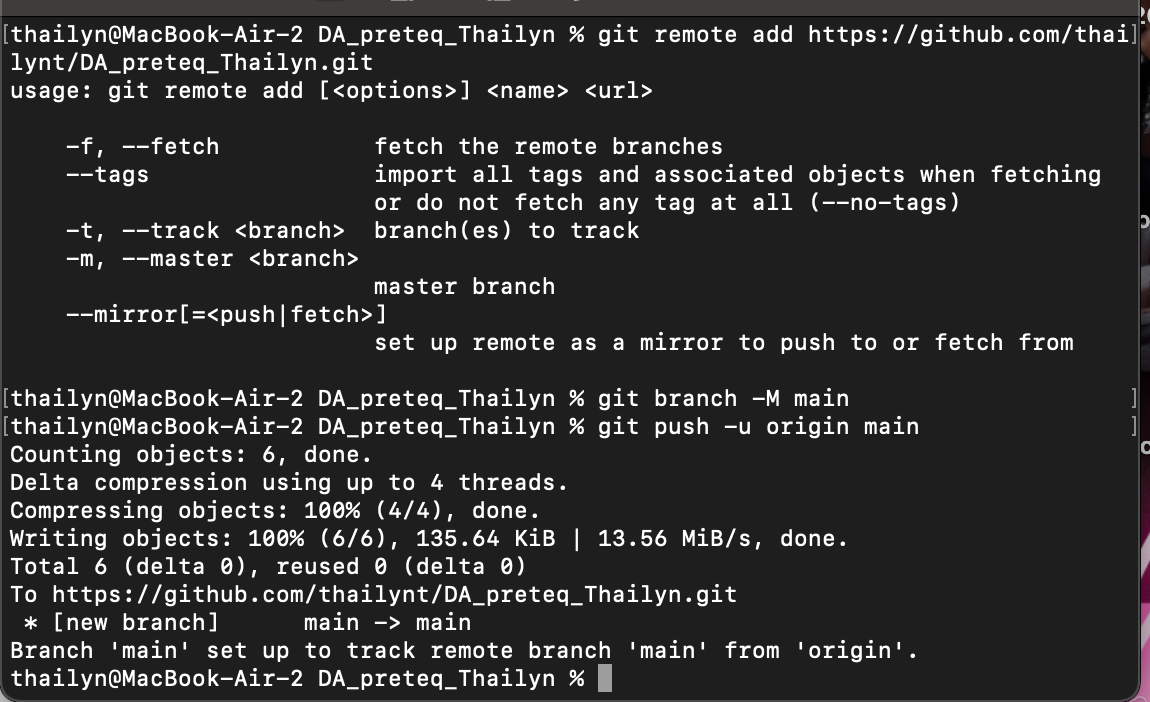 [thailyn@MacBook-Air-2 DA_preteq_Thailyn % git remote add https://github.com/thai]
lynt/DA_preteq_Thailyn.git
usage: git remote add [<options>] <name> <url>
-f, --fetch fetch the remote branches
--tags import all tags and associated objects when fetching
or do not fetch any tag at all (--no-tags)
-t, --track <branch> branch(es) to track
-m, --master <branch>
master branch
--mirror[=<push|fetch>]
set up remote as a mirror to push to or fetch from
[thailyn@MacBook-Air-2 DA_preteq_Thailyn % git branch -M main ]
[thailyn@MacBook-Air-2 DA_preteq_Thailyn % git push -u origin main ]
Counting objects: 6, done.
Delta compression using up to 4 threads.
Compressing objects: 100% (4/4), done.
Writing objects: 100% (6/6), 135.64 KiB | 13.56 MiB/s, done.
Total 6 (delta 0), reused 0 (delta 0)
To https://github.com/thailynt/DA_preteq_Thailyn.git
* [new branch] main -> main
Branch 'main' set up to track remote branch 'main' from 'origin'.
thailyn@MacBook-Air-2 DA_preteq_Thailyn %